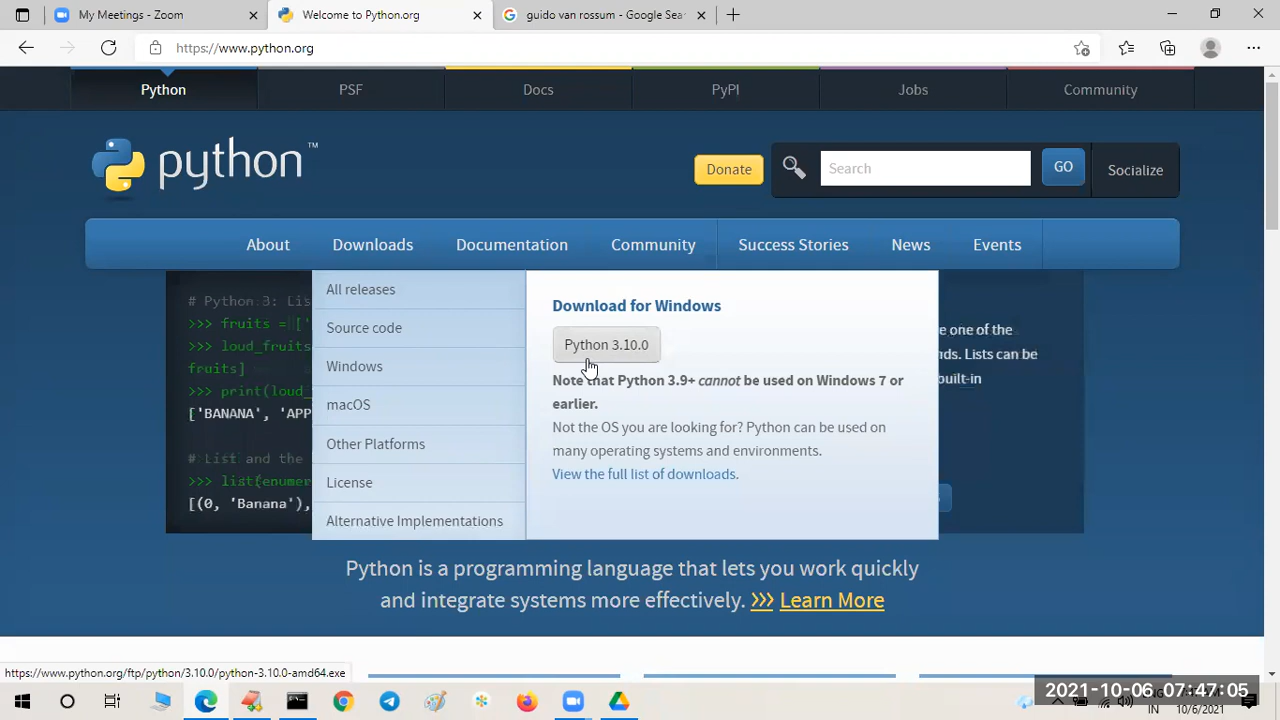 My Meetings - Zoom
Welcome to Python.org
guido van rossum - Google Sea
https://www.python.org
Python
PSF
Docs
PyPI
Jobs
Community
python™
Donate
Search
GO
Socialize
About
Downloads
Documentation
Community
Success Stories
News
Events
# Python 3: Lis
>>> fruits = ['
>>> loud_fruits
fruits]
>>> print(loud_
['BANANA', 'APP
# List and the
>>> list(enumer
[(0, 'Banana'),
All releases
Source code
Windows
macOS
Other Platforms
License
Alternative Implementations
Download for Windows
Python 3.10.0
Note that Python 3.9+ cannot be used on Windows 7 or
earlier.
Not the OS you are looking for? Python can be used on
many operating systems and environments.
View the full list of downloads.
e one of the
ds. Lists can be
built-in
Python is a programming language that lets you work quickly
and integrate systems more effectively. >>> Learn More
https://www.python.org/ftp/python/3.10.0/python-3.10.0-amd64.exe
2021-10-06 07:47:05
IN
10/6/2021